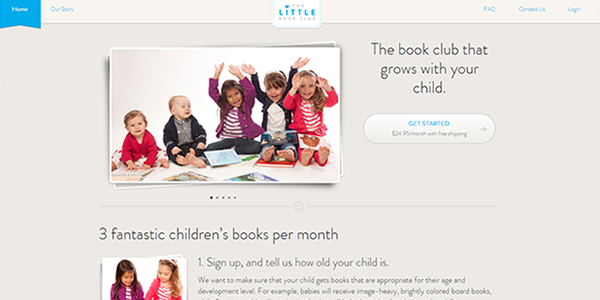 Home
Our Story
THE
LITTLE
BOOK CLUB
FAQ
Contact Us
Login
The book club that
grows with your
child.
GET STARTED
$24.95/month with free shipping
3 fantastic children's books per month
1. Sign up, and tell us how old your child is.
We want to make sure that your child gets books that are appropriate for their age and
development level. For example, babies will receive image-heavy, brightly colored board books,